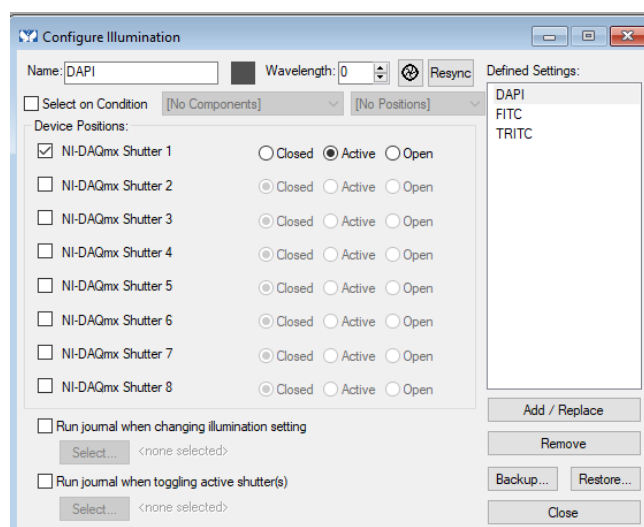 Configure Illumination
Name: DAPI Wavelength: 0 Resync
Select on Condition [No Components] [No Positions]
Device Positions:
NI-DAQmx Shutter 1 Closed Active Open
NI-DAQmx Shutter 2 Closed Active Open
NI-DAQmx Shutter 3 Closed Active Open
NI-DAQmx Shutter 4 Closed Active Open
NI-DAQmx Shutter 5 Closed Active Open
NI-DAQmx Shutter 6 Closed Active Open
NI-DAQmx Shutter 7 Closed Active Open
NI-DAQmx Shutter 8 Closed Active Open
Run journal when changing illumination setting
Select... <none selected>
Run journal when toggling active shutter(s)
Select... <none selected>
Defined Settings:
DAPI
FITC
TRITC
Add / Replace
Remove
Backup... Restore...
Close